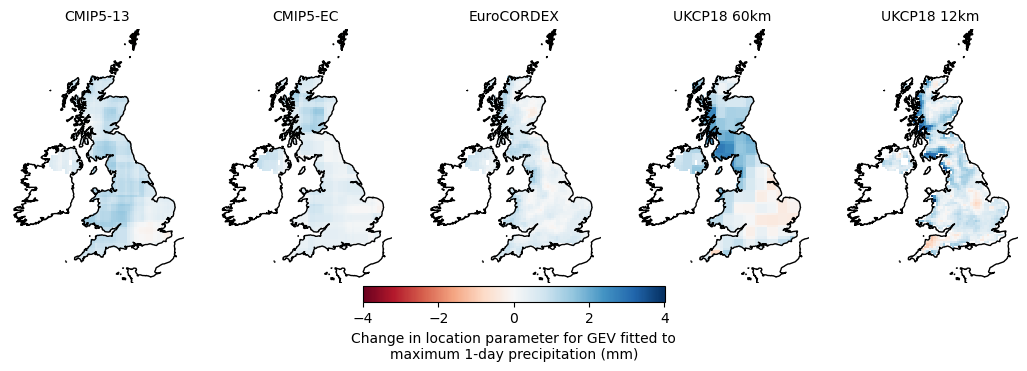 CMIP5-13 CMIP5-EC EuroCORDEX UKCP18 60km UKCP18 12km
−4 −2 0 2 4
Change in location parameter for GEV fitted to
maximum 1-day precipitation (mm)